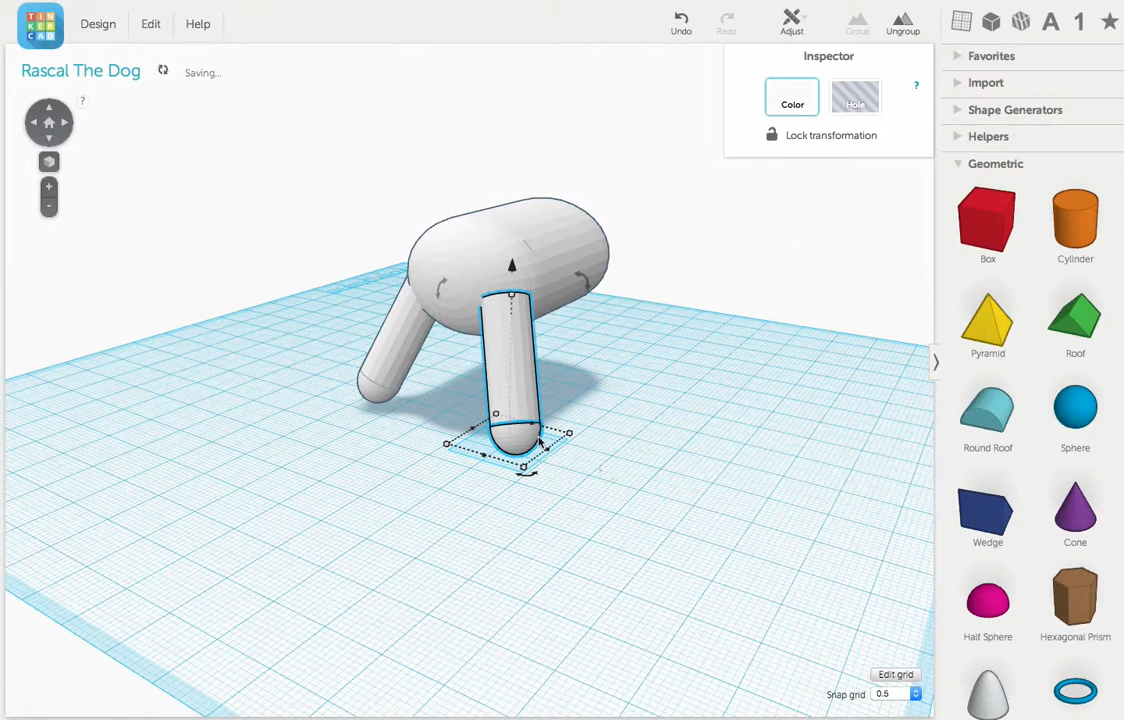 TIN
KER
CAD
Design
Edit
Help
Undo
Redo
Adjust
Group
Ungroup
A
1
Rascal The Dog
Saving...
?
+
-
Inspector
Color
Hole
?
Lock transformation
Favorites
Import
Shape Generators
Helpers
Geometric
Box
Cylinder
Pyramid
Roof
Round Roof
Sphere
Wedge
Cone
Half Sphere
Hexagonal Prism
Edit grid
Snap grid 0.5